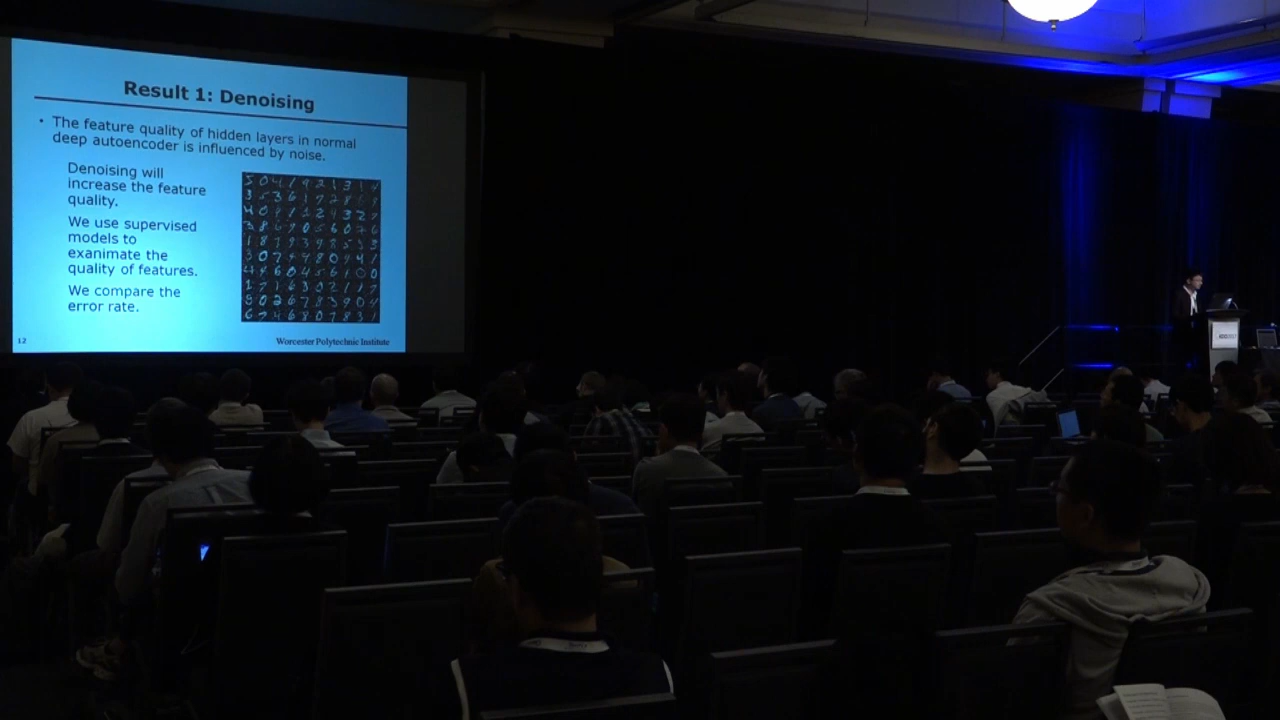 Result 1: Denoising
• The feature quality of hidden layers in normal
deep autoencoder is influenced by noise.
Denoising will
increase the feature
quality.
We use supervised
models to
exanimate the
quality of features.
We compare the
error rate.
12
Worcester Polytechnic Institute